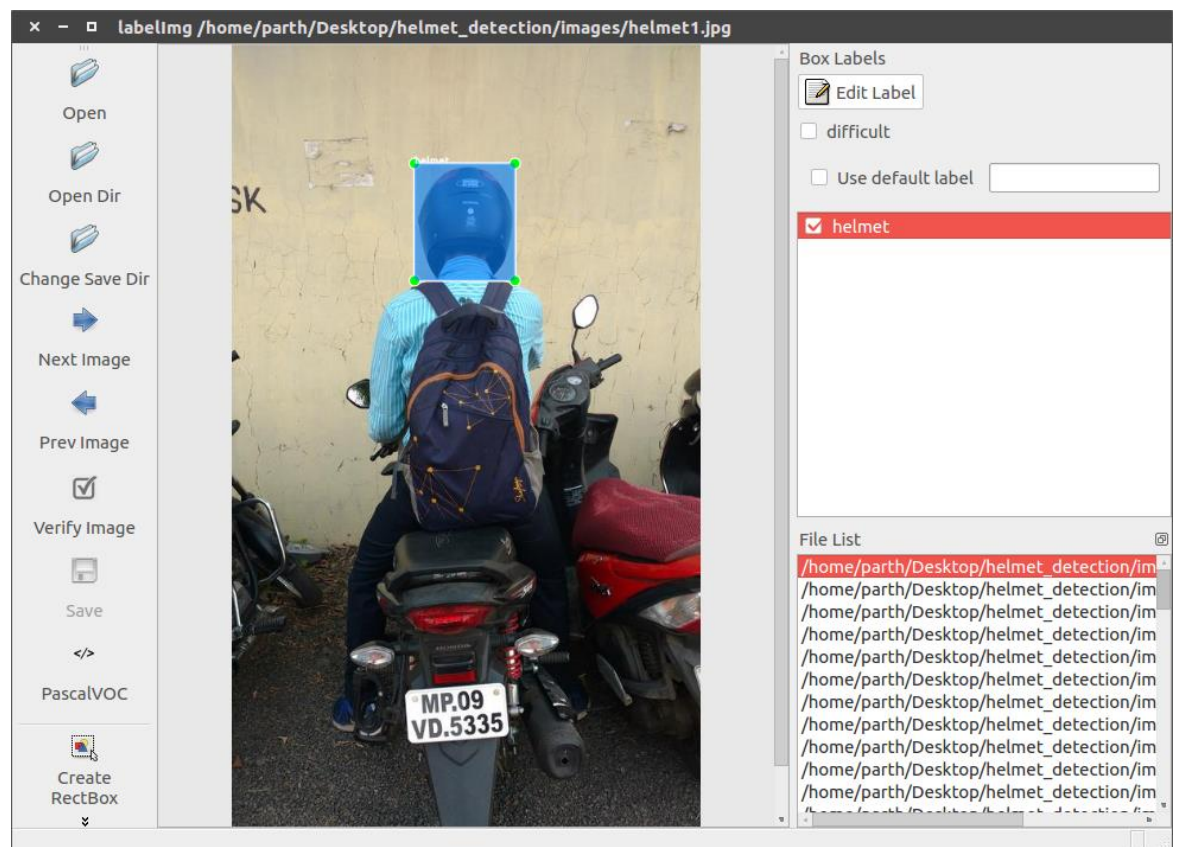 labelImg /home/parth/Desktop/helmet_detection/images/helmet1.jpg
Open
Open Dir
Change Save Dir
Next Image
Prev Image
Verify Image
Save
</>
PascalVOC
Create
RectBox
helmet
SK
MP.09
VD.5335
Box Labels
Edit Label
difficult
Use default label
helmet
File List
/home/parth/Desktop/helmet_detection/im
/home/parth/Desktop/helmet_detection/im
/home/parth/Desktop/helmet_detection/im
/home/parth/Desktop/helmet_detection/im
/home/parth/Desktop/helmet_detection/im
/home/parth/Desktop/helmet_detection/im
/home/parth/Desktop/helmet_detection/im
/home/parth/Desktop/helmet_detection/im
/home/parth/Desktop/helmet_detection/im
/home/parth/Desktop/helmet_detection/im
/home/parth/Desktop/helmet_detection/im